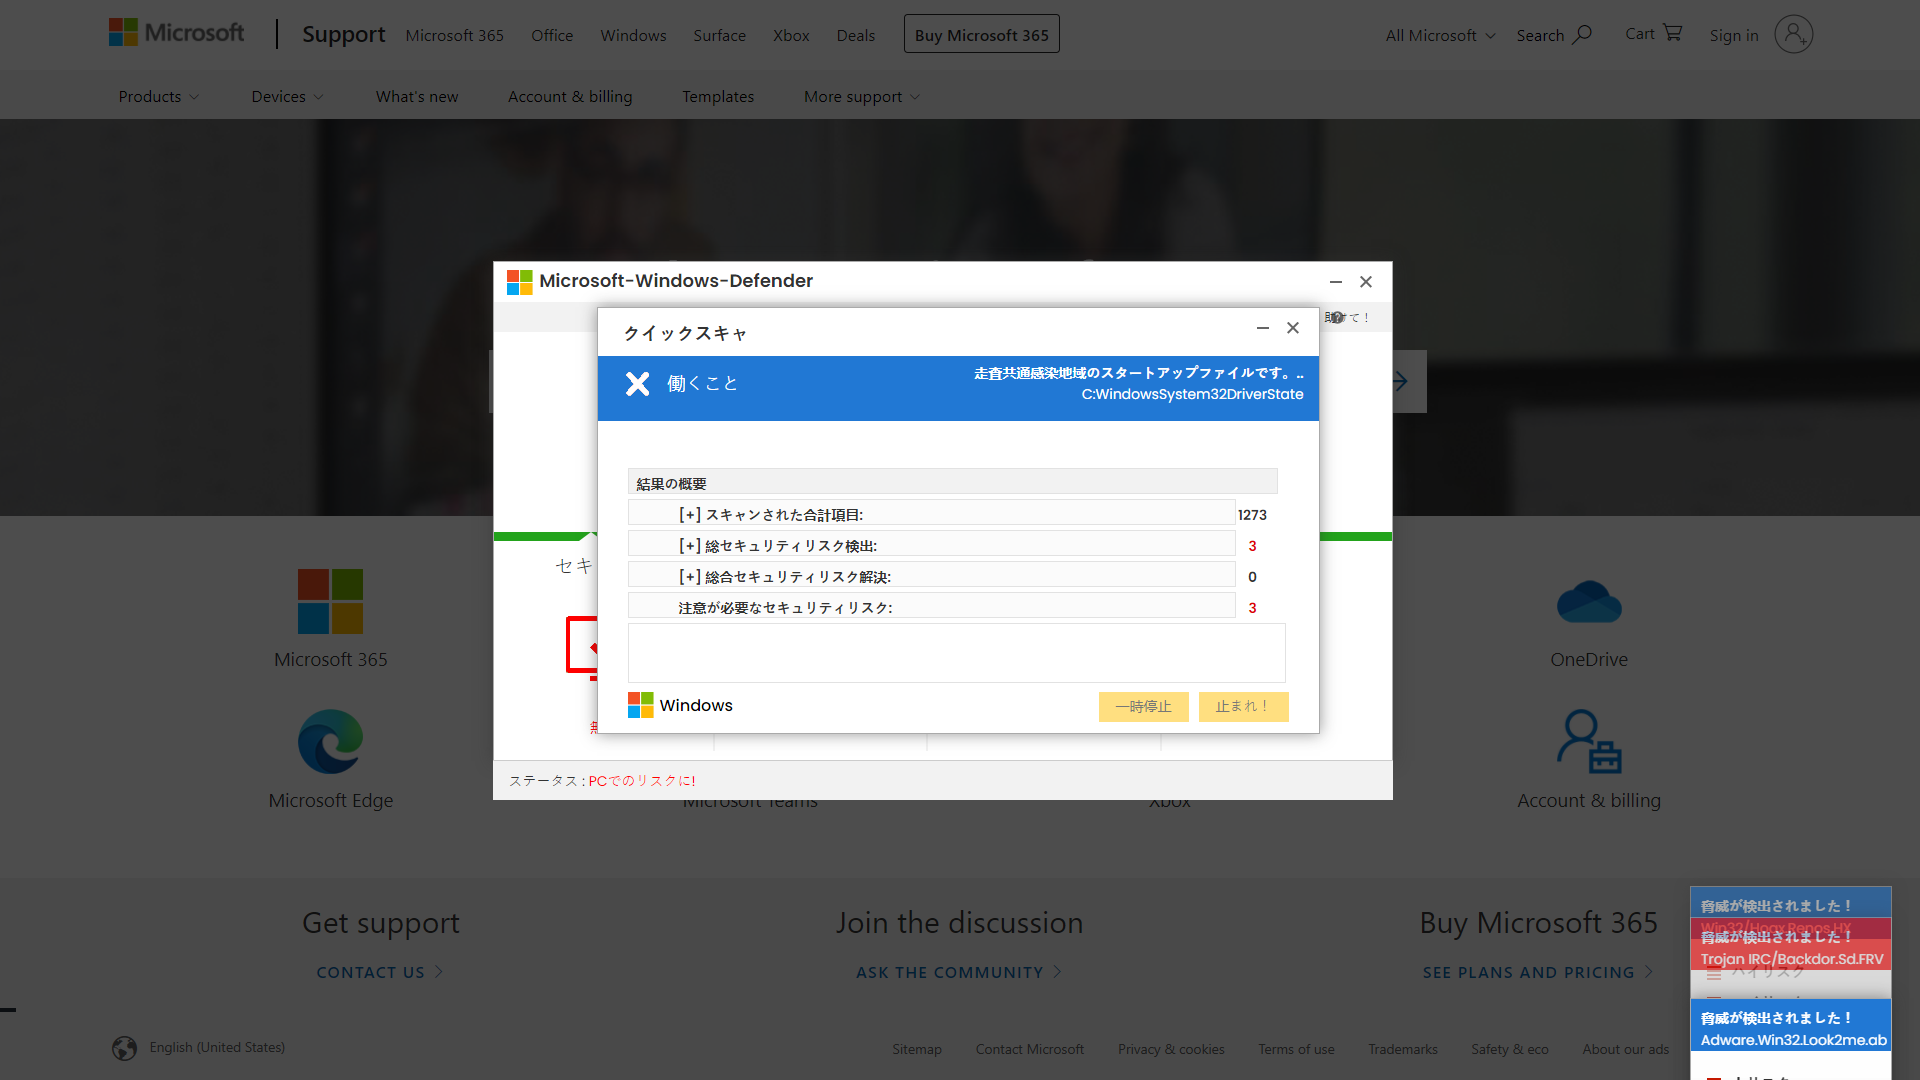 Microsoft
Support
Microsoft 365
Office
Windows
Surface
Xbox
Deals
Buy Microsoft 365
All Microsoft
Search
Cart
Sign in
Products
Devices
What's new
Account & billing
Templates
More support
Microsoft-Windows-Defender
助けて！
クイックスキャ
働くこと
走査共通感染地域のスタートアップファイルです。..
C:WindowsSystem32DriverState
結果の概要
[+] スキャンされた合計項目: 1273
[+] 総セキュリティリスク検出: 3
[+] 総合セキュリティリスク解決: 0
注意が必要なセキュリティリスク: 3
Windows
一時停止
止まれ！
セキ
ステータス : PCでのリスクに!
Microsoft 365
OneDrive
Microsoft Edge
Microsoft Teams
Xbox
Account & billing
Get support
CONTACT US
Join the discussion
ASK THE COMMUNITY
Buy Microsoft 365
SEE PLANS AND PRICING
脅威が検出されました！
Win32/Hoax.Renos.HX
脅威が検出されました！
Trojan IRC/Backdor.Sd.FRV
ハイリスク
脅威が検出されました！
Adware.Win32.Look2me.ab
English (United States)
Sitemap
Contact Microsoft
Privacy & cookies
Terms of use
Trademarks
Safety & eco
About our ads